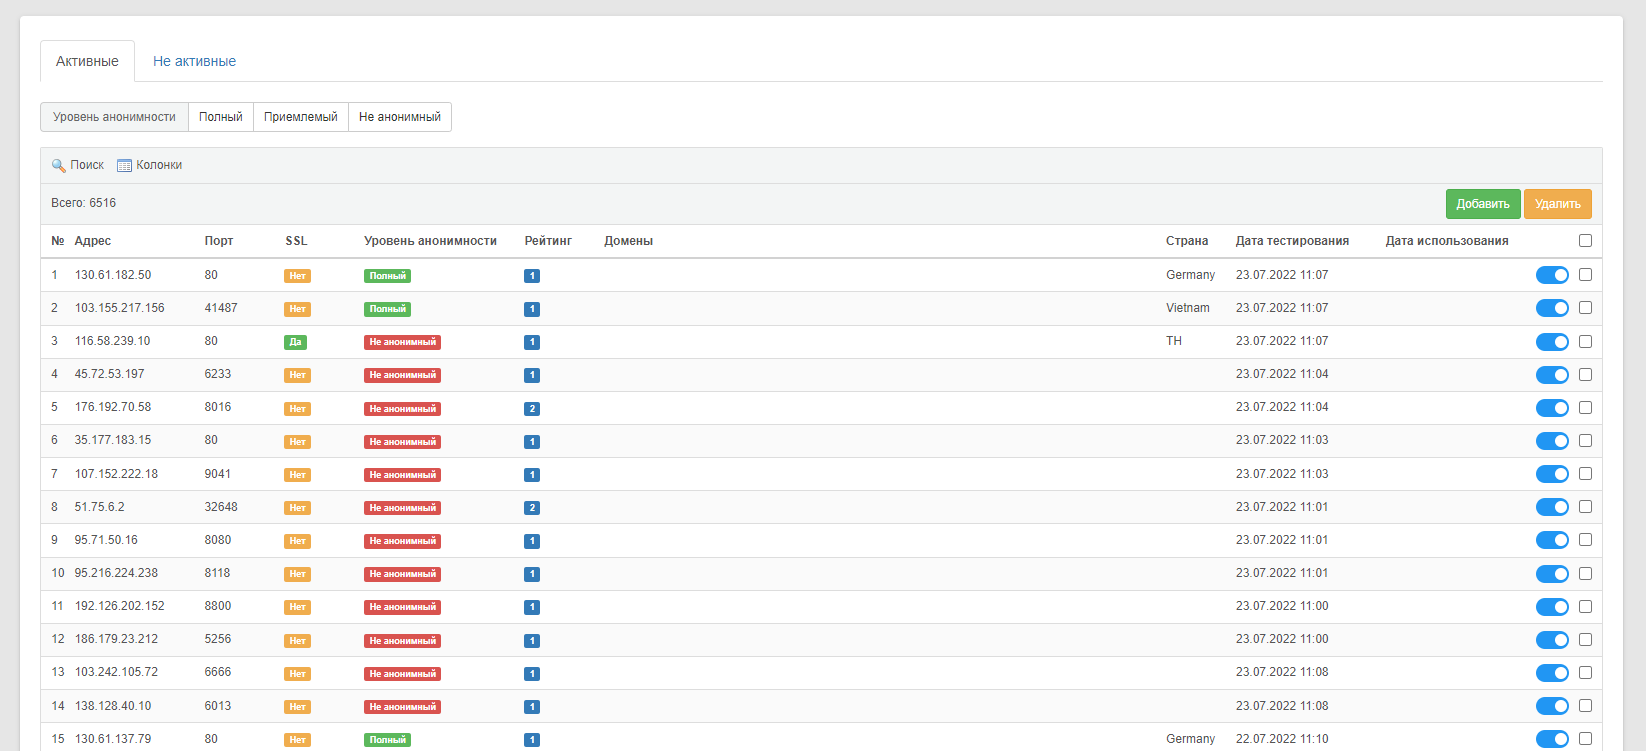 Активные Не активные
Уровень анонимности Полный Приемлемый Не анонимный
Поиск Колонки
Всего: 6516 Добавить Удалить
№ Адрес Порт SSL Уровень анонимности Рейтинг Домены Страна Дата тестирования Дата использования
1 130.61.182.50 80 Нет Полный 1 Germany 23.07.2022 11:07
2 103.155.217.156 41487 Нет Полный 1 Vietnam 23.07.2022 11:07
3 116.58.239.10 80 Да Не анонимный 1 TH 23.07.2022 11:07
4 45.72.53.197 6233 Нет Не анонимный 1 23.07.2022 11:04
5 176.192.70.58 8016 Нет Не анонимный 2 23.07.2022 11:04
6 35.177.183.15 80 Нет Не анонимный 1 23.07.2022 11:03
7 107.152.222.18 9041 Нет Не анонимный 1 23.07.2022 11:03
8 51.75.6.2 32648 Нет Не анонимный 2 23.07.2022 11:01
9 95.71.50.16 8080 Нет Не анонимный 1 23.07.2022 11:01
10 95.216.224.238 8118 Нет Не анонимный 1 23.07.2022 11:01
11 192.126.202.152 8800 Нет Не анонимный 1 23.07.2022 11:00
12 186.179.23.212 5256 Нет Не анонимный 1 23.07.2022 11:00
13 103.242.105.72 6666 Нет Не анонимный 1 23.07.2022 11:08
14 138.128.40.10 6013 Нет Не анонимный 1 23.07.2022 11:08
15 130.61.137.79 80 Нет Полный 1 Germany 22.07.2022 11:10